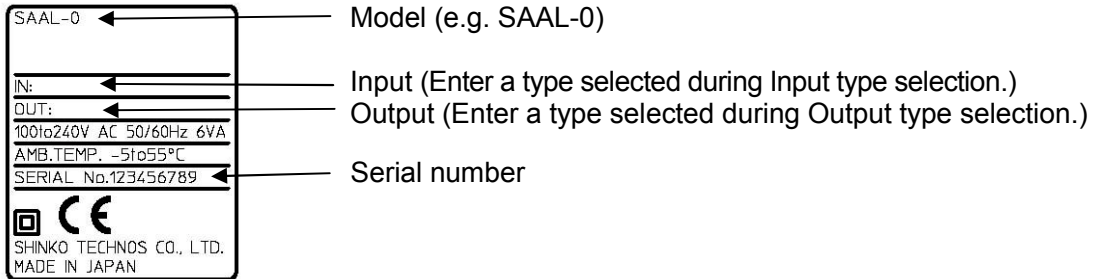 SAAL-0
Model (e.g. SAAL-0)
IN:
Input (Enter a type selected during Input type selection.)
OUT:
Output (Enter a type selected during Output type selection.)
100to240V AC 50/60Hz 6VA
AMB.TEMP. -5to55°C
SERIAL No.123456789
Serial number
CE
SHINKO TECHNOS CO., LTD.
MADE IN JAPAN